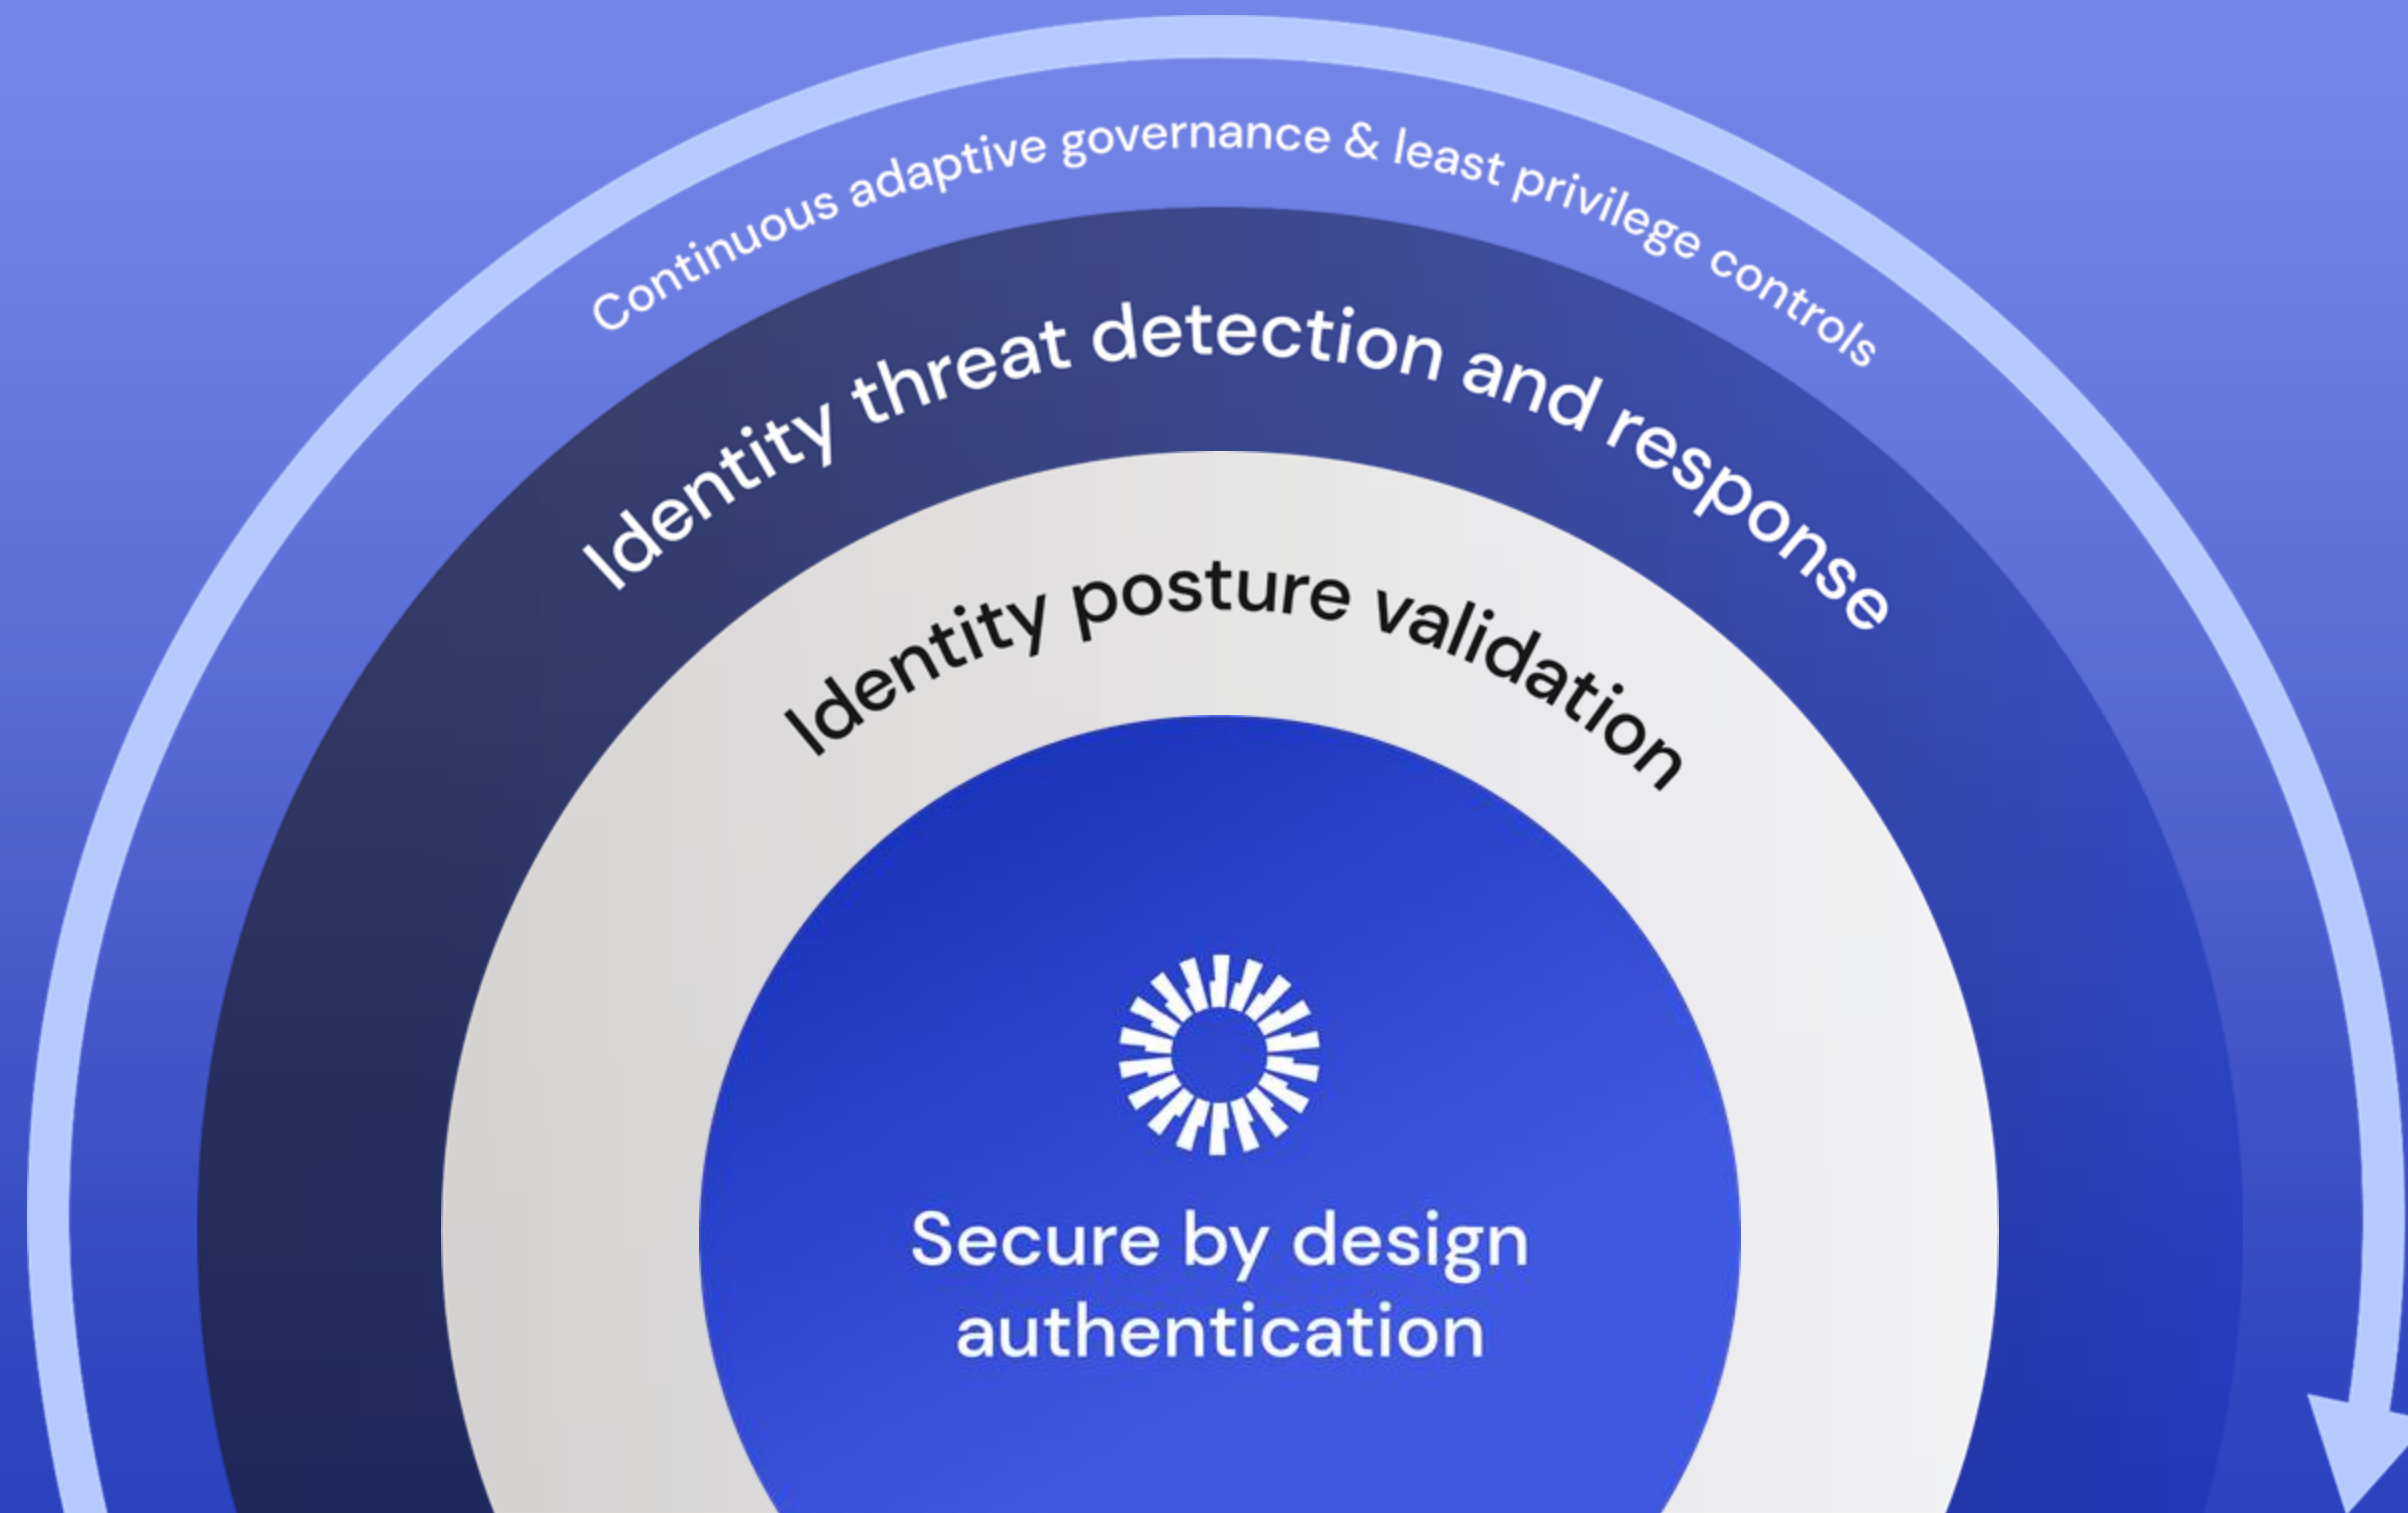 Continuous adaptive governance & least privilege controls
Identity threat detection and response
Identity posture validation
Secure by design
authentication